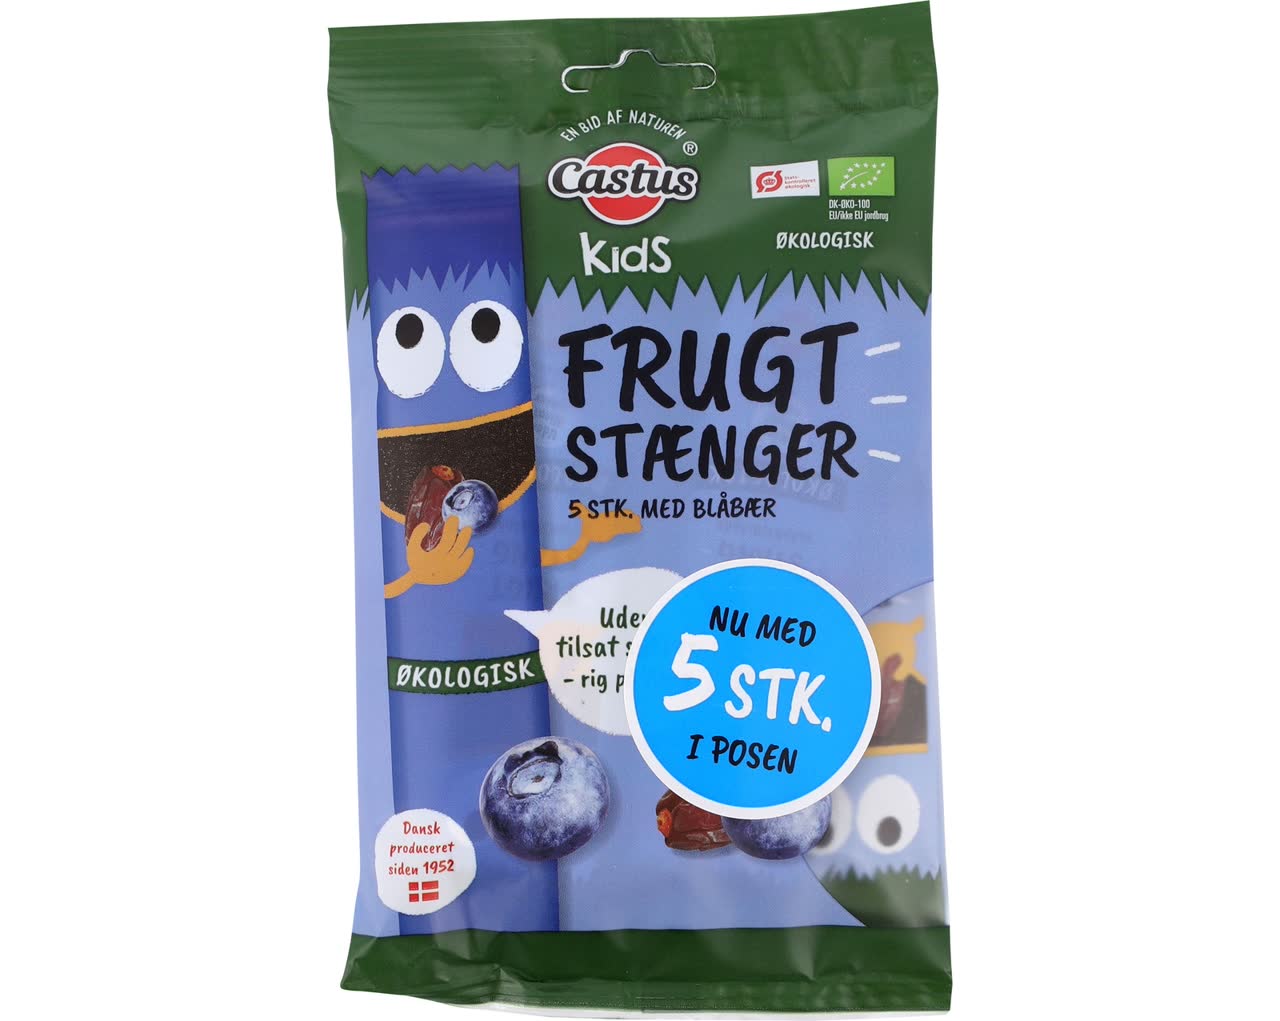 EN BID AF NATUREN
Castus®
Kids
Stats-
kontrolleret
økologisk
DK-ØKO-100
EU/ikke EU jordbrug
ØKOLOGISK
FRUGT
STÆNGER
5 STK. MED BLÅBÆR
Uden
tilsat
- rig
NU MED
5 STK.
I POSEN
ØKOLOGISK
Dansk
produceret
siden 1952